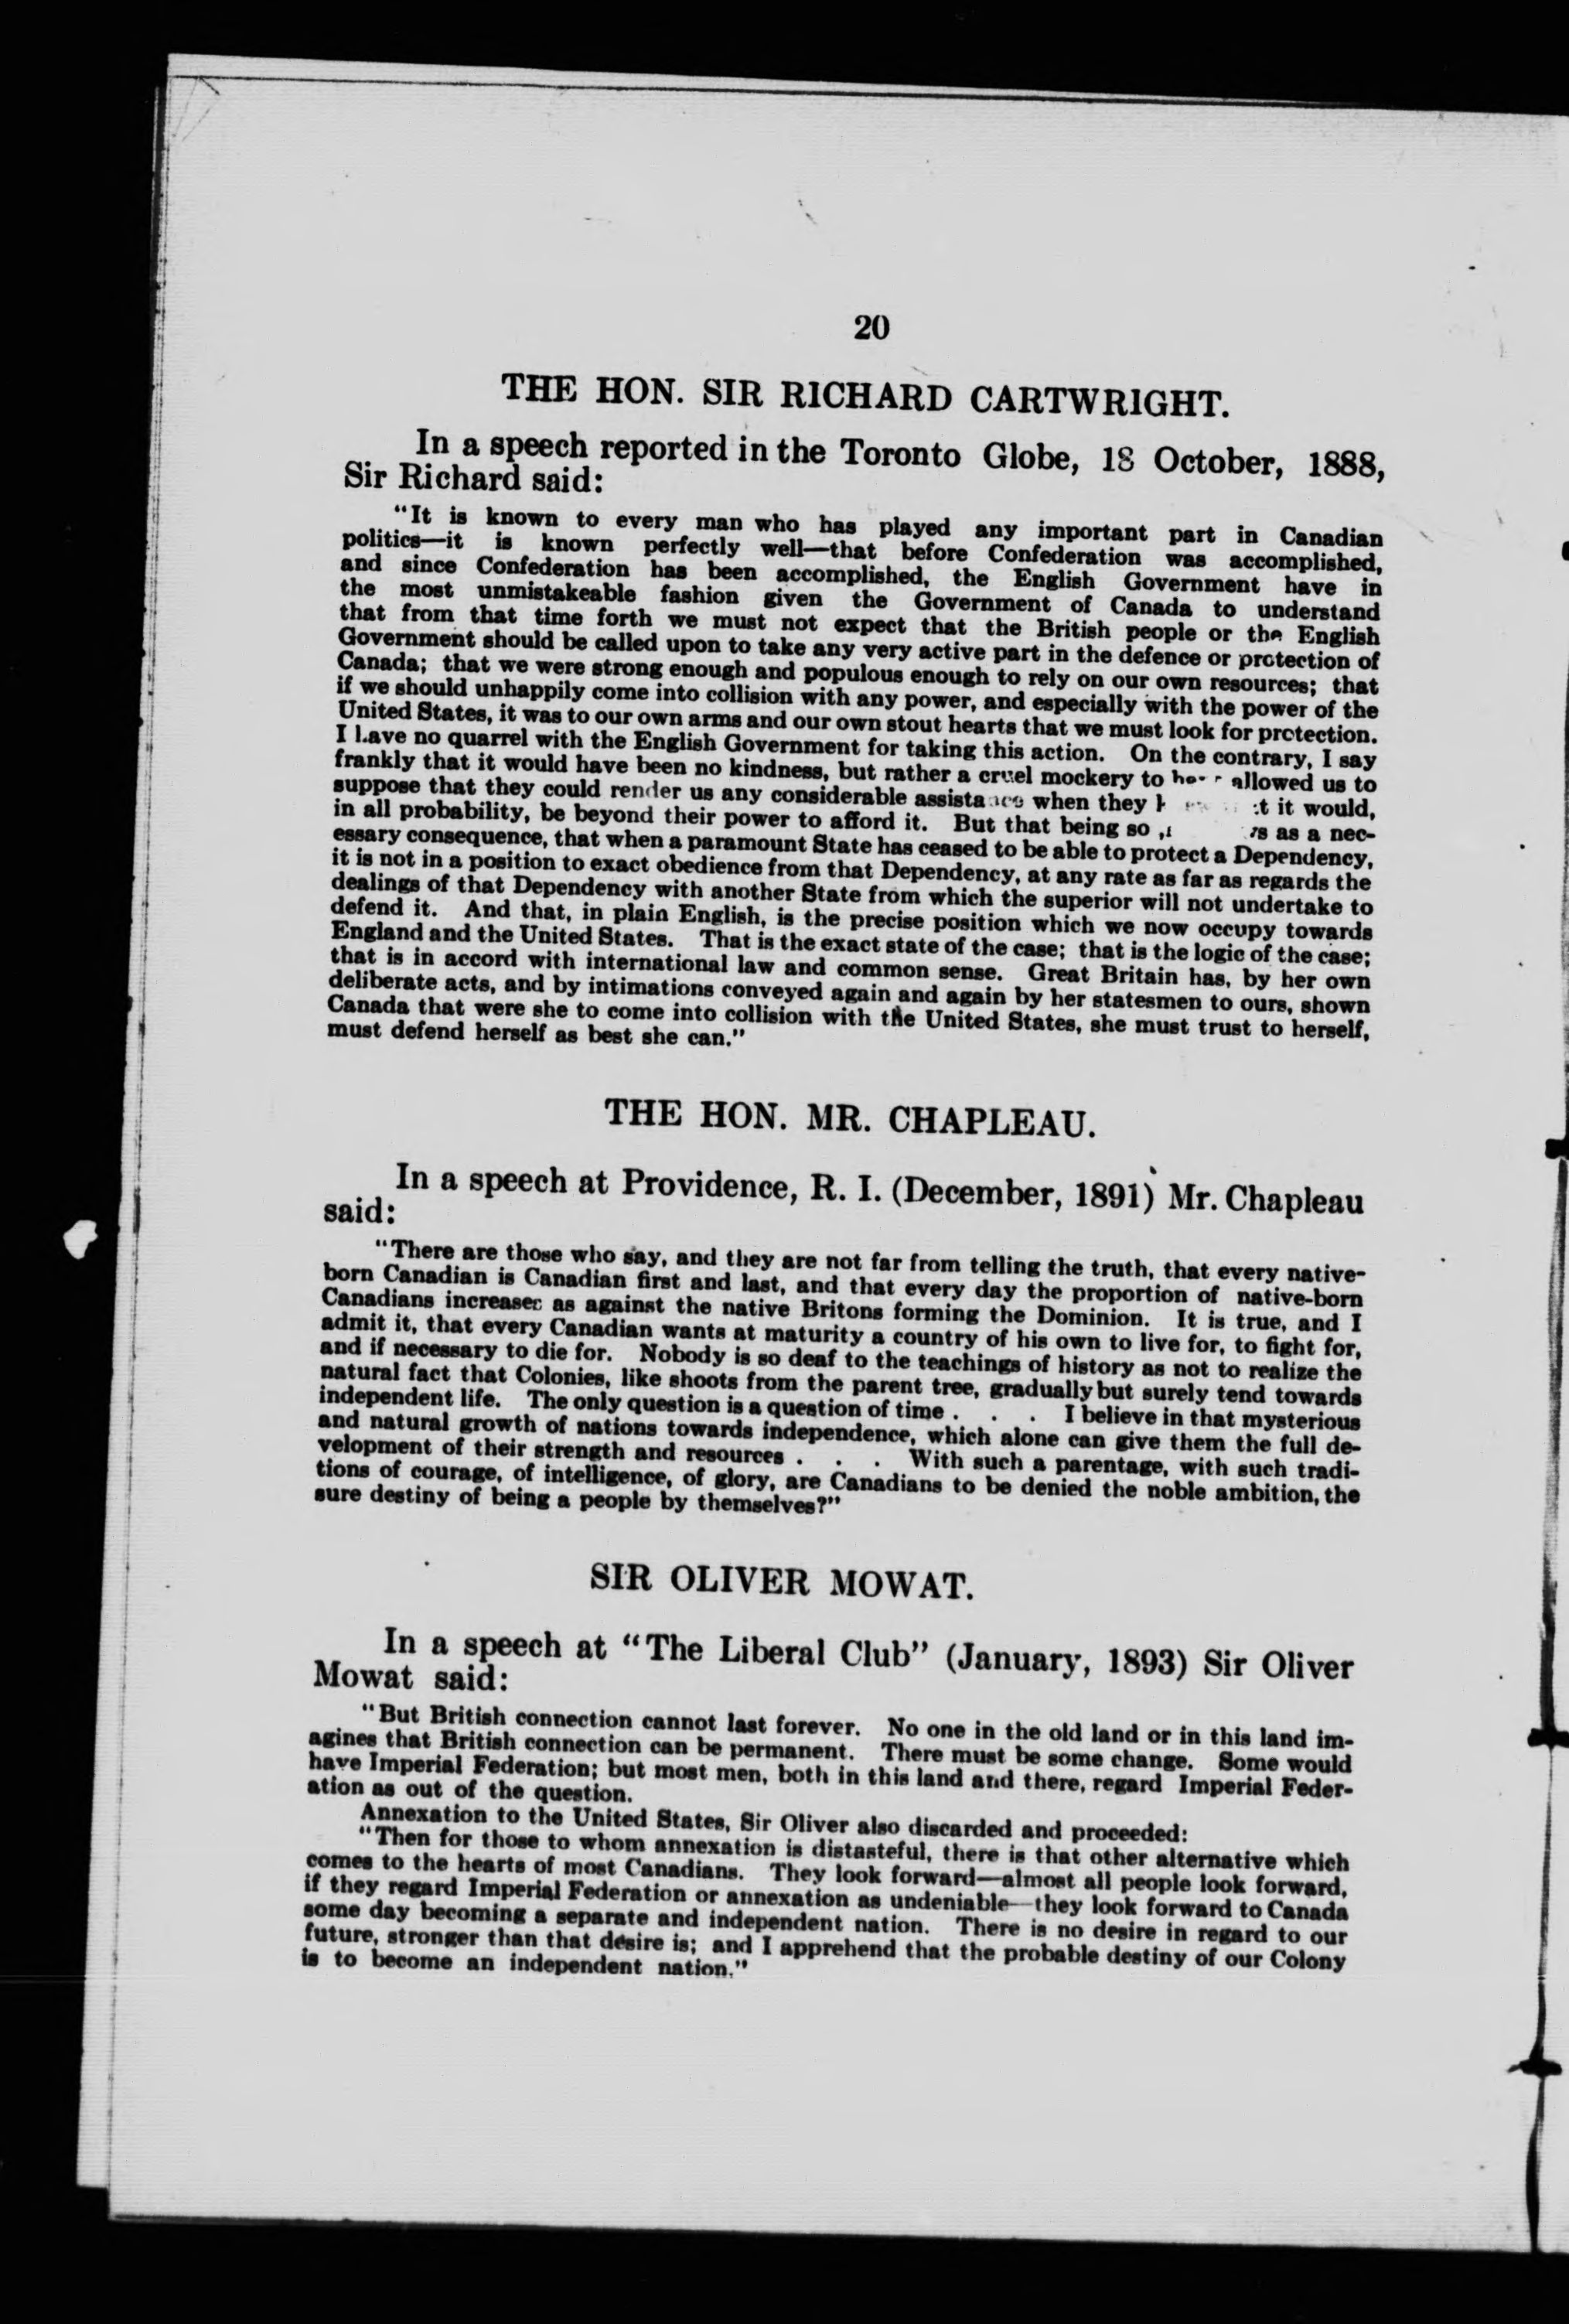 20
THE HON. SIR RICHARD CARTWRIGHT.
In a speech reported in the Toronto Globe, 18 October, 1888,
Sir Richard said:
"It is known to every man who has played any important part in Canadian
politics—it is known perfectly well—that before Confederation was accomplished,
and since Confederation has been accomplished, the English Government have in
the most unmistakeable fashion given the Government of Canada to understand
that from that time forth we must not expect that the British people or the English
Government should be called upon to take any very active part in the defence or protection of
Canada; that we were strong enough and populous enough to rely on our own resources; that
if we should unhappily come into collision with any power, and especially with the power of the
United States, it was to our own arms and our own stout hearts that we must look for protection.
I have no quarrel with the English Government for taking this action. On the contrary, I say
frankly that it would have been no kindness, but rather a cruel mockery to allowed us to
suppose that they could render us any considerable assistance when they it would,
in all probability, be beyond their power to afford it. But that being so as a nec-
essary consequence, that when a paramount State has ceased to be able to protect a Dependency,
it is not in a position to exact obedience from that Dependency, at any rate as far as regards the
dealings of that Dependency with another State from which the superior will not undertake to
defend it. And that, in plain English, is the precise position which we now occupy towards
England and the United States. That is the exact state of the case; that is the logic of the case;
that is in accord with international law and common sense. Great Britain has, by her own
deliberate acts, and by intimations conveyed again and again by her statesmen to ours, shown
Canada that were she to come into collision with the United States, she must trust to herself,
must defend herself as best she can."
THE HON. MR. CHAPLEAU.
In a speech at Providence, R. I. (December, 1891) Mr. Chapleau
said:
"There are those who say, and they are not far from telling the truth, that every native-
born Canadian is Canadian first and last, and that every day the proportion of native-born
Canadians increases as against the native Britons forming the Dominion. It is true, and I
admit it, that every Canadian wants at maturity a country of his own to live for, to fight for,
and if necessary to die for. Nobody is so deaf to the teachings of history as not to realize the
natural fact that Colonies, like shoots from the parent tree, gradually but surely tend towards
independent life. The only question is a question of time . . . I believe in that mysterious
and natural growth of nations towards independence, which alone can give them the full de-
velopment of their strength and resources . . . With such a parentage, with such tradi-
tions of courage, of intelligence, of glory, are Canadians to be denied the noble ambition, the
sure destiny of being a people by themselves?"
SIR OLIVER MOWAT.
In a speech at "The Liberal Club" (January, 1893) Sir Oliver
Mowat said:
"But British connection cannot last forever. No one in the old land or in this land im-
agines that British connection can be permanent. There must be some change. Some would
have Imperial Federation; but most men, both in this land and there, regard Imperial Feder-
ation as out of the question.
Annexation to the United States, Sir Oliver also discarded and proceeded:
"Then for those to whom annexation is distasteful, there is that other alternative which
comes to the hearts of most Canadians. They look forward—almost all people look forward,
if they regard Imperial Federation or annexation as undeniable—they look forward to Canada
some day becoming a separate and independent nation. There is no desire in regard to our
future, stronger than that desire is; and I apprehend that the probable destiny of our Colony
is to become an independent nation."